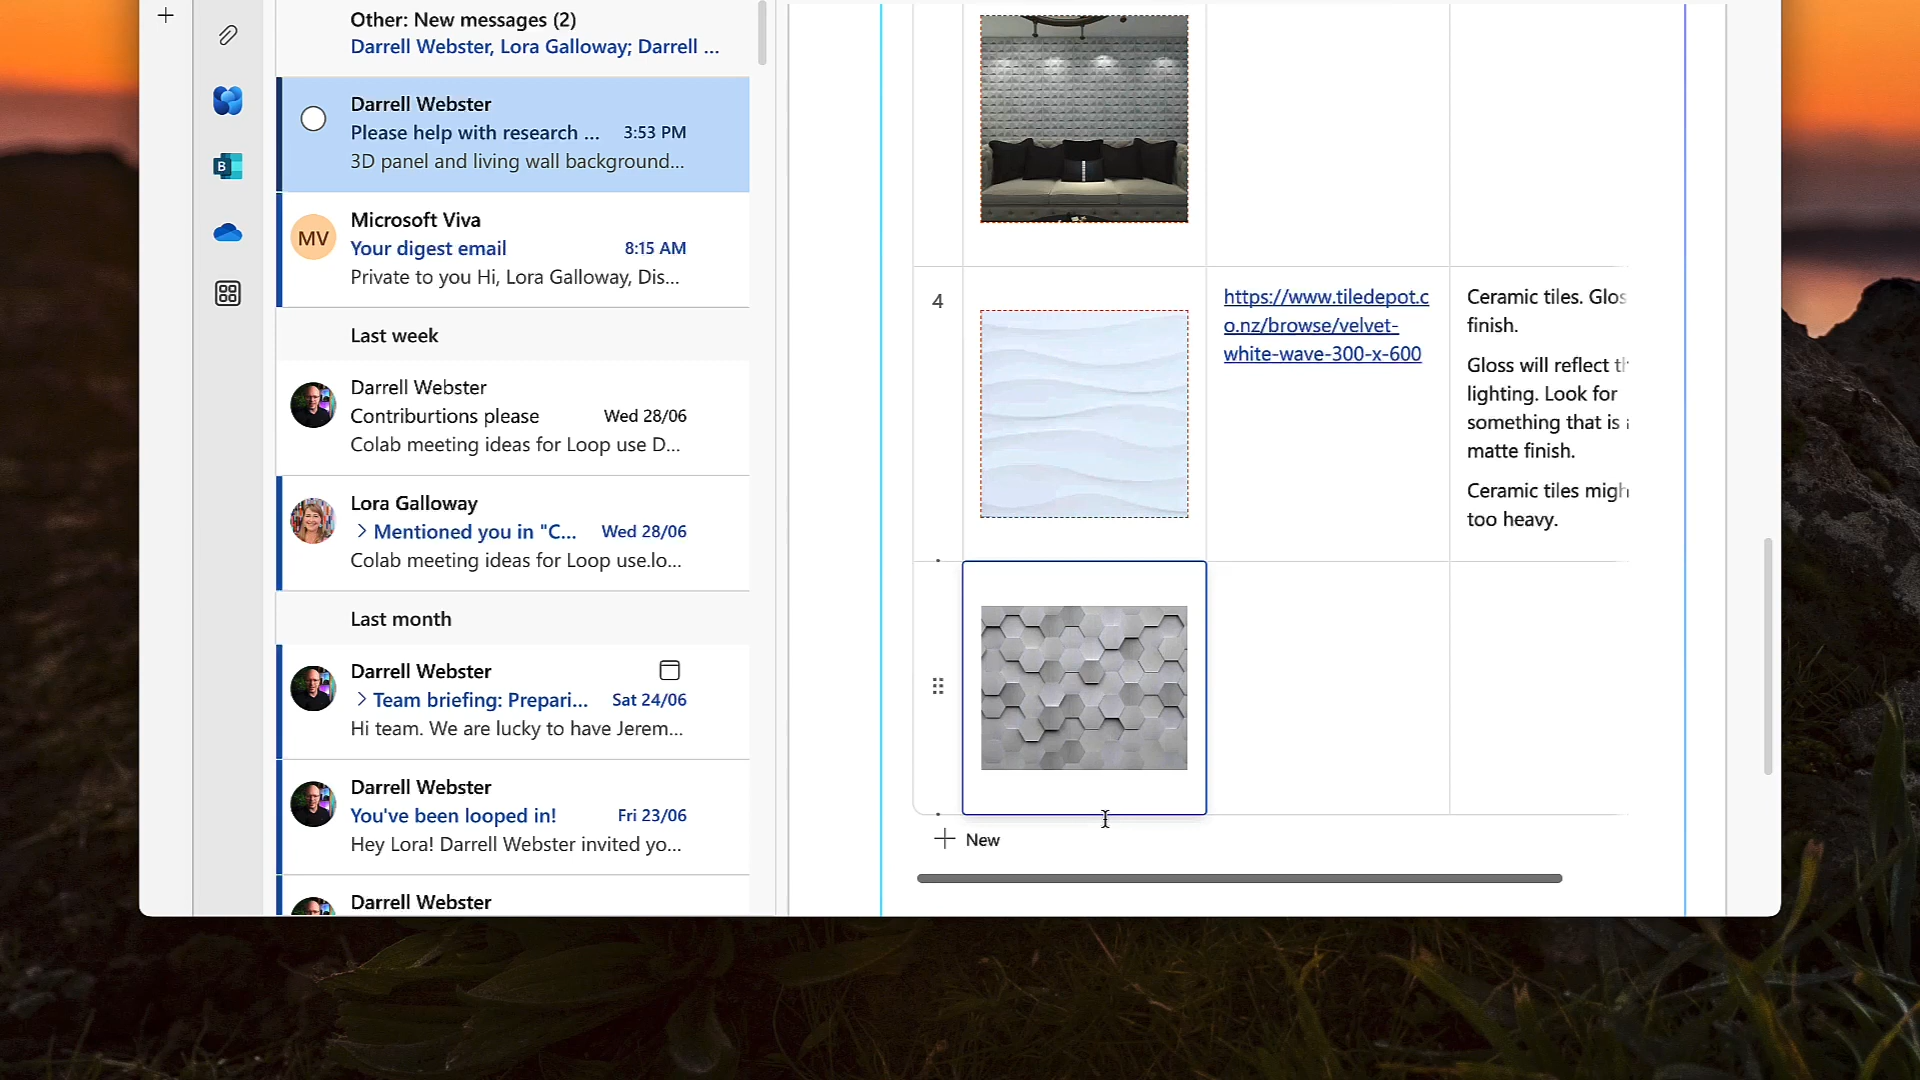 Other: New messages (2)
Darrell Webster, Lora Galloway; Darrell ...
Darrell Webster
Please help with research ... 3:53 PM
3D panel and living wall background...
B
MV
Microsoft Viva
Your digest email 8:15 AM
Private to you Hi, Lora Galloway, Dis...
Last week
Darrell Webster
Contriburtions please Wed 28/06
Colab meeting ideas for Loop use D...
Lora Galloway
Mentioned you in "C... Wed 28/06
Colab meeting ideas for Loop use.lo...
Last month
Darrell Webster
Team briefing: Prepari... Sat 24/06
Hi team. We are lucky to have Jerem...
Darrell Webster
You've been looped in! Fri 23/06
Hey Lora! Darrell Webster invited yo...
Darrell Webster
4
https://www.tiledepot.c
o.nz/browse/velvet-
white-wave-300-x-600
Ceramic tiles. Glos
finish.
Gloss will reflect
lighting. Look for
something that is
matte finish.
Ceramic tiles migh
too heavy.
New